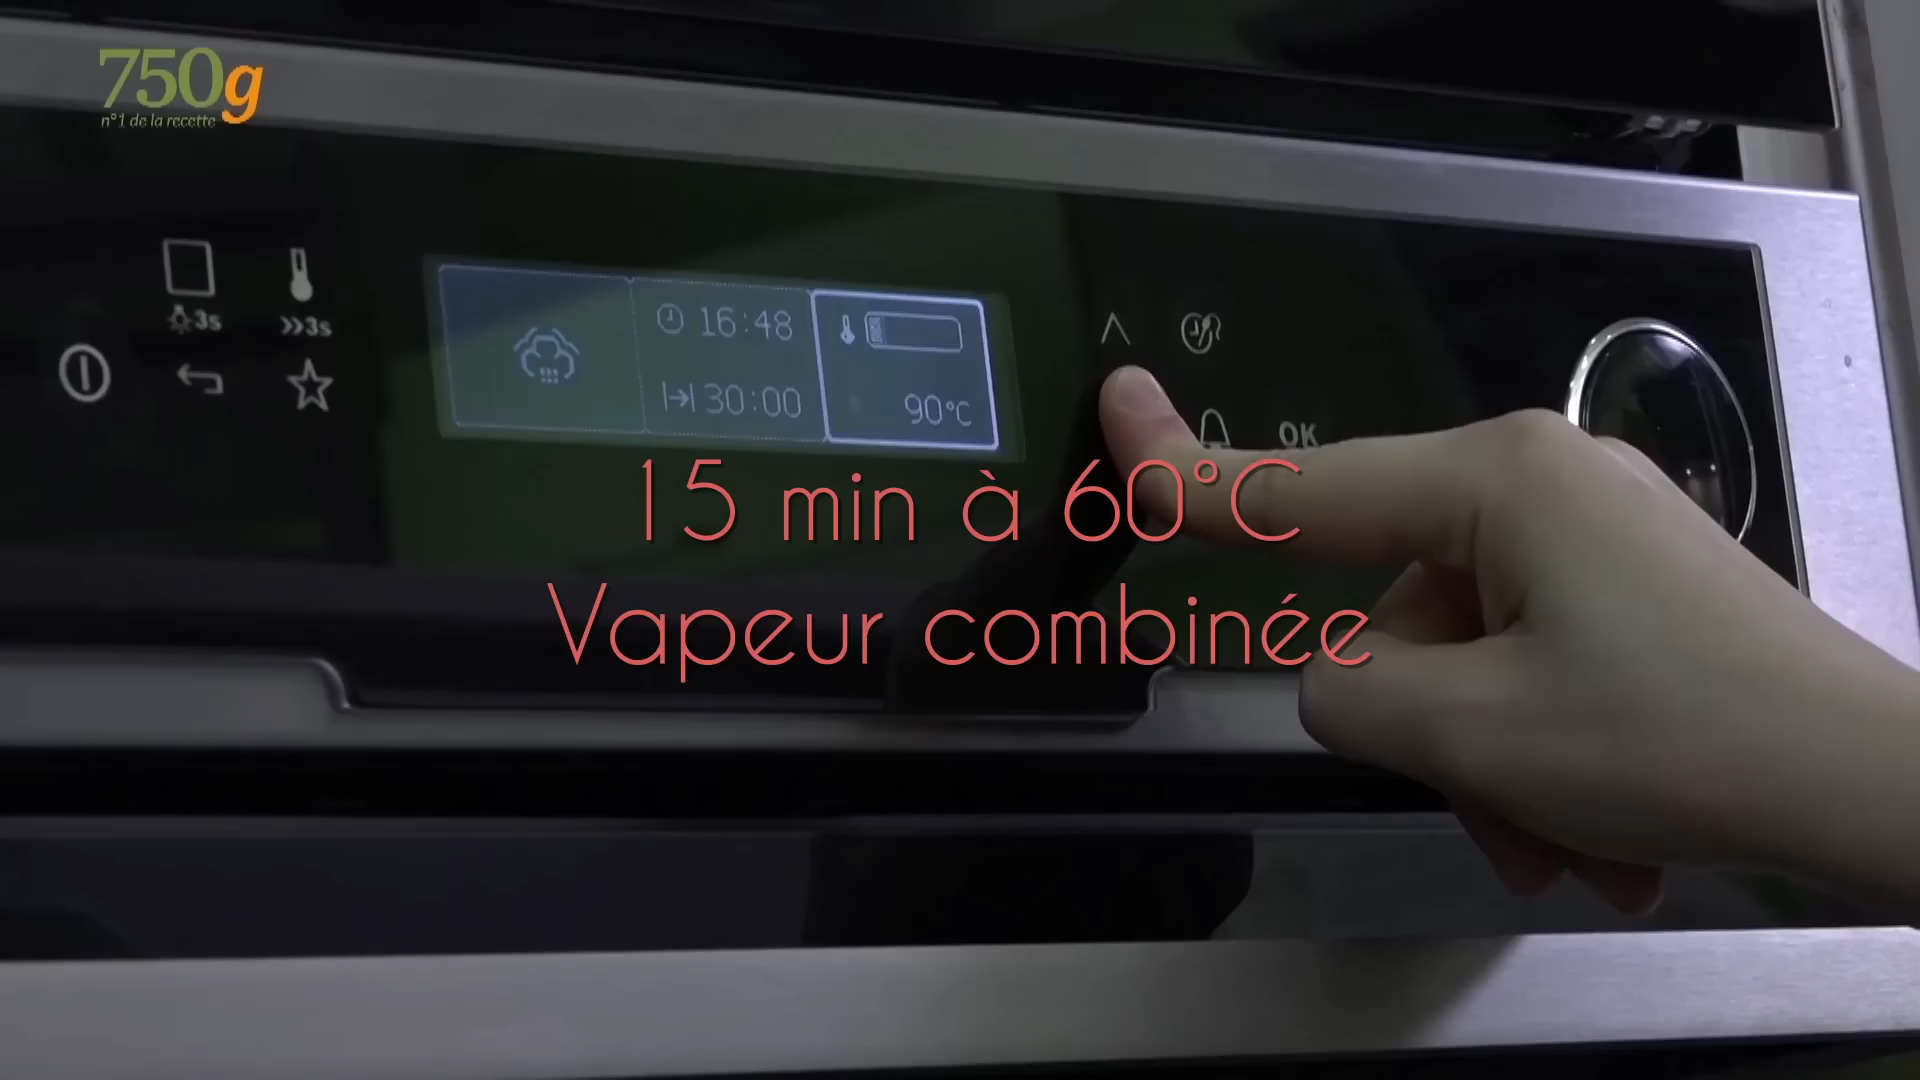 750g
n°1 de la recette
3s
»3s
16:48
30:00
90°C
OK
15 min à 60°C
Vapeur combinée